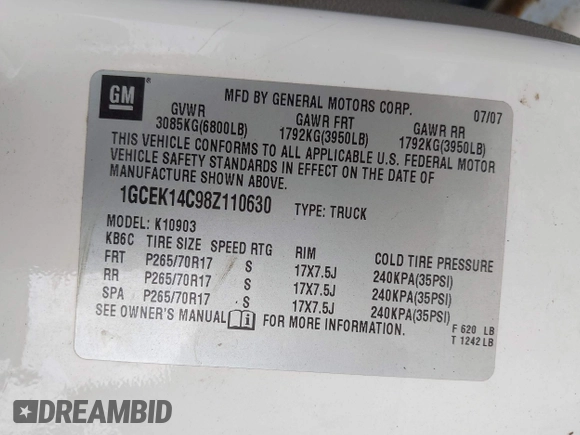 GM
®
MFD BY GENERAL MOTORS CORP. 07/07
GVWR GAWR FRT GAWR RR
3085KG(6800LB) 1792KG(3950LB) 1792KG(3950LB)
THIS VEHICLE CONFORMS TO ALL APPLICABLE U.S. FEDERAL MOTOR
VEHICLE SAFETY STANDARDS IN EFFECT ON THE DATE OF
MANUFACTURE SHOWN ABOVE.
1GCEK14C98Z110630 TYPE: TRUCK
MODEL: K10903
KB6C TIRE SIZE SPEED RTG RIM COLD TIRE PRESSURE
FRT P265/70R17 S 17X7.5J 240KPA(35PSI)
RR P265/70R17 S 17X7.5J 240KPA(35PSI)
SPA P265/70R17 S 17X7.5J 240KPA(35PSI)
SEE OWNER'S MANUAL FOR MORE INFORMATION.
F 620 LB
T 1242 LB
DREAMBID